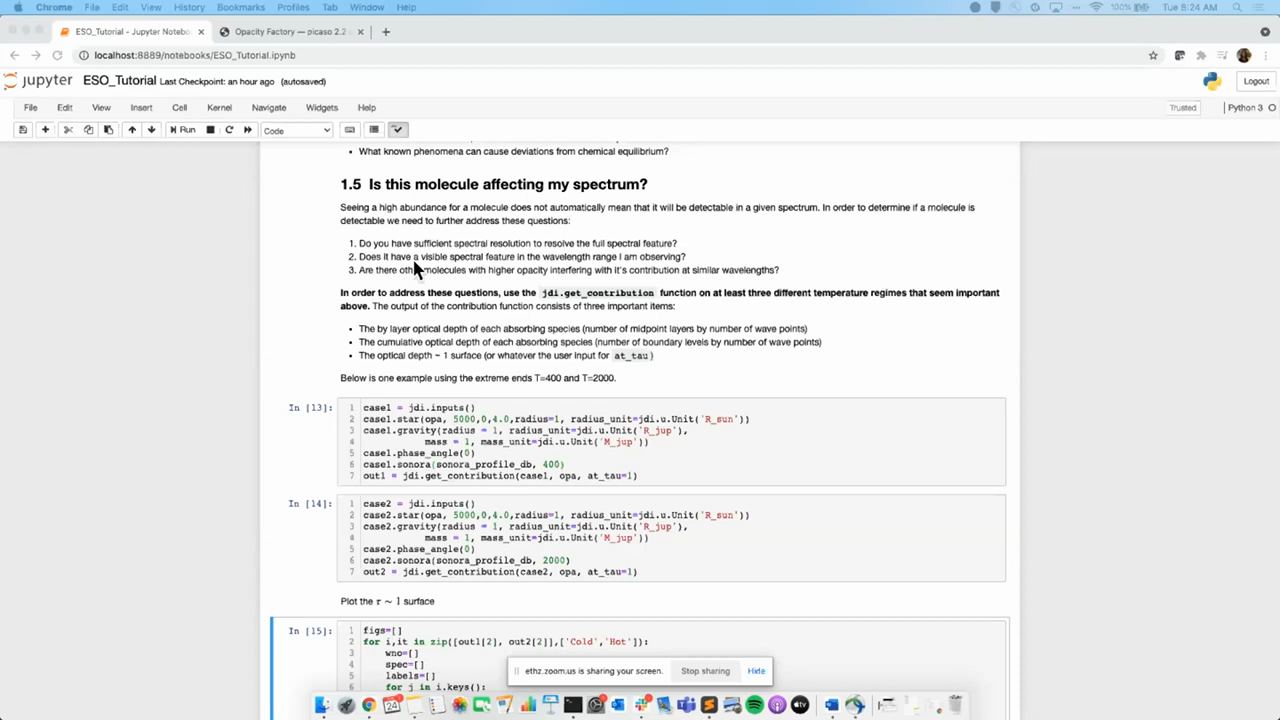 Chrome File Edit View History Bookmarks Profiles Tab Window Help 100% Tue 8:24 AM
ESO_Tutorial - Jupyter Notebo Opacity Factory — picaso 2.2
localhost:8889/notebooks/ESO_Tutorial.ipynb
jupyter ESO_Tutorial Last Checkpoint: an hour ago (autosaved) Logout
File Edit View Insert Cell Kernel Navigate Widgets Help Trusted Python 3
Run Code
• What known phenomena can cause deviations from chemical equilibrium?
1.5 Is this molecule affecting my spectrum?
Seeing a high abundance for a molecule does not automatically mean that it will be detectable in a given spectrum. In order to determine if a molecule is
detectable we need to further address these questions:
1. Do you have sufficient spectral resolution to resolve the full spectral feature?
2. Does it have a visible spectral feature in the wavelength range I am observing?
3. Are there molecules with higher opacity interfering with it's contribution at similar wavelengths?
In order to address these questions, use the jdi.get_contribution function on at least three different temperature regimes that seem important
above. The output of the contribution function consists of three important items:
• The by layer optical depth of each absorbing species (number of midpoint layers by number of wave points)
• The cumulative optical depth of each absorbing species (number of boundary levels by number of wave points)
• The optical depth ~ 1 surface (or whatever the user input for at_tau)
Below is one example using the extreme ends T=400 and T=2000.
In [13]: 1 case1 = jdi.inputs()
2 case1.star(opa, 5000,0,4.0,radius=1, radius_unit=jdi.u.Unit('R_sun'))
3 case1.gravity(radius = 1, radius_unit=jdi.u.Unit('R_jup'),
4 mass = 1, mass_unit=jdi.u.Unit('M_jup'))
5 case1.phase_angle(0)
6 case1.sonora(sonora_profile_db, 400)
7 out1 = jdi.get_contribution(case1, opa, at_tau=1)
In [14]: 1 case2 = jdi.inputs()
2 case2.star(opa, 5000,0,4.0,radius=1, radius_unit=jdi.u.Unit('R_sun'))
3 case2.gravity(radius = 1, radius_unit=jdi.u.Unit('R_jup'),
4 mass = 1, mass_unit=jdi.u.Unit('M_jup'))
5 case2.phase_angle(0)
6 case2.sonora(sonora_profile_db, 2000)
7 out2 = jdi.get_contribution(case2, opa, at_tau=1)
Plot the τ ~ 1 surface
In [15]: 1 figs=[]
2 for i,it in zip([out1[2], out2[2]],['Cold','Hot']):
3 wno=[]
4 spec=[]
5 labels=[]
6 for j in i.keys():
ethz.zoom.us is sharing your screen. Stop sharing Hide